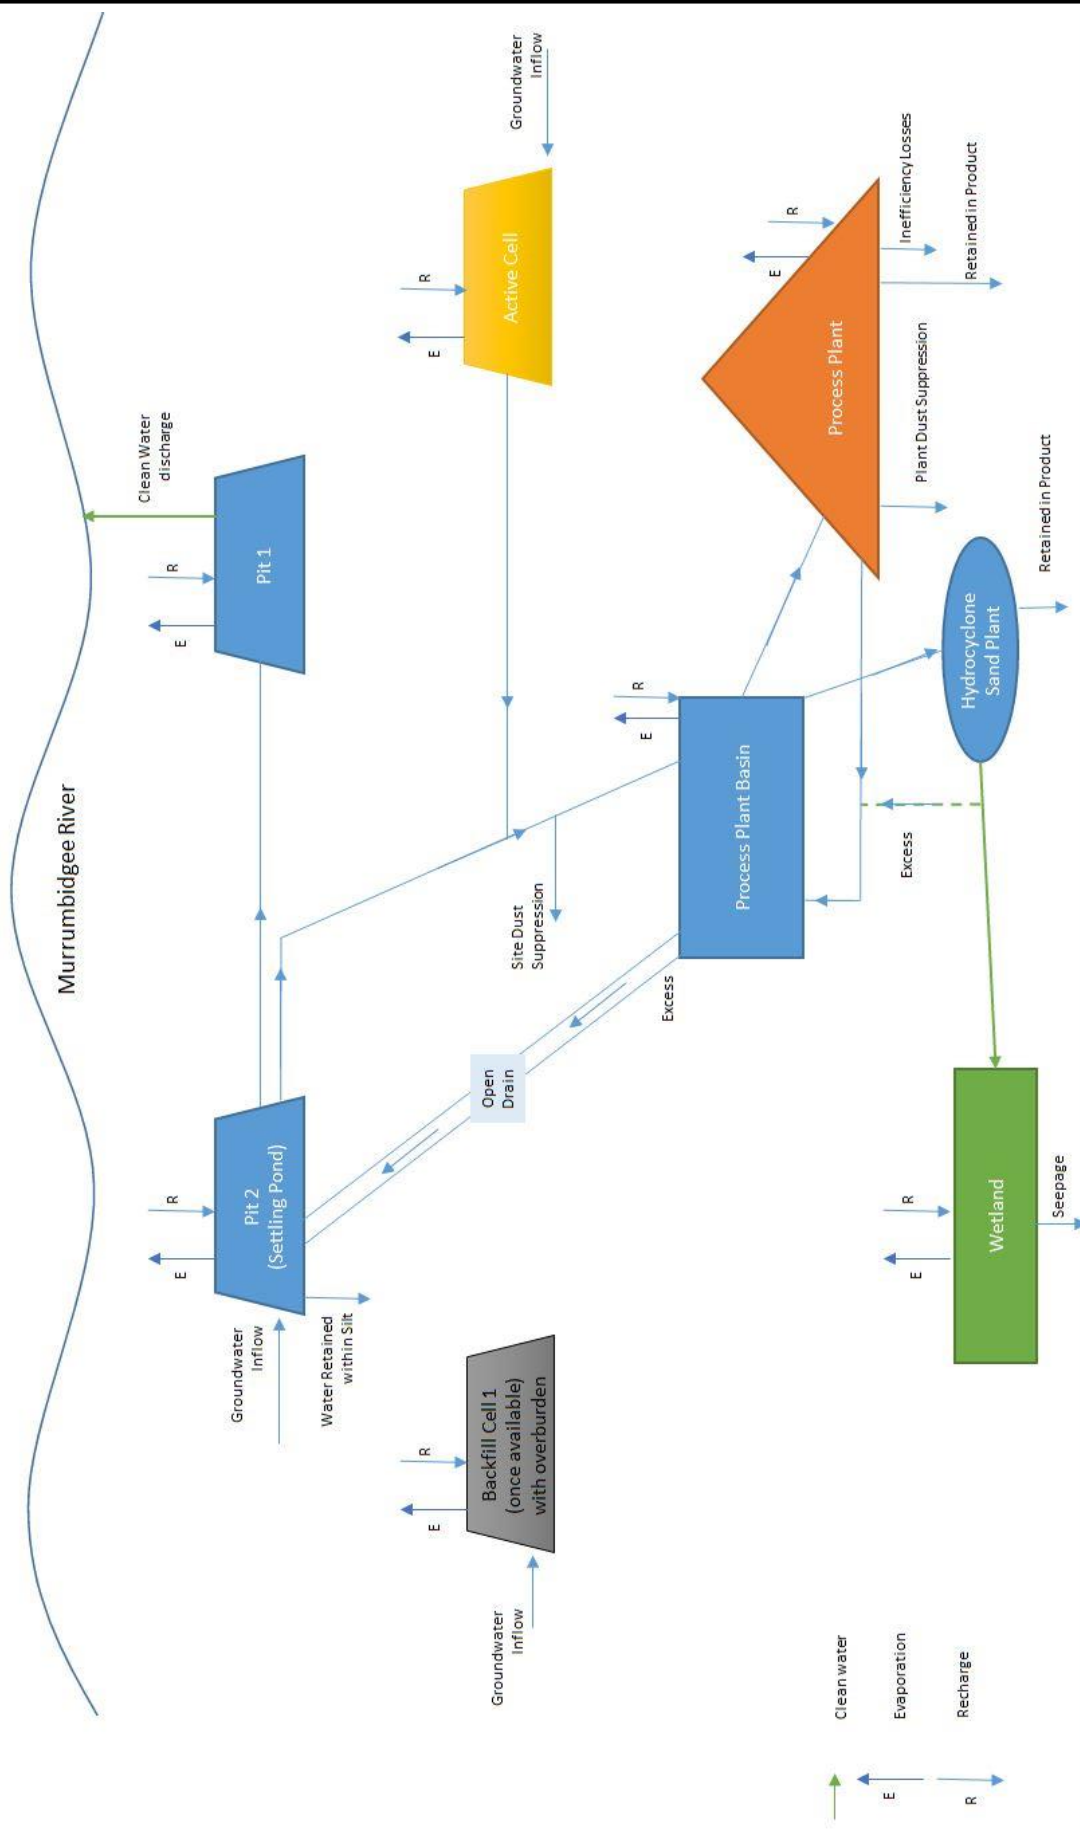 Murrumbidgee River
Clean Water
discharge
E
R
E
R
Pit 2
(Settling Pond)
Pit 1
Groundwater
Inflow
Water Retained
within Silt
Groundwater
Inflow
E
R
E
R
Backfill Cell 1
(once available)
with overburden
Open
Drain
Active Cell
Groundwater
Inflow
Site Dust
Suppression
Excess
E
R
Process Plant Basin
E
R
Process Plant
Inefficiency Losses
Plant Dust Suppression
Retained in Product
Excess
Hydrocyclone
Sand Plant
Retained in Product
E
R
Wetland
Seepage
Clean water
E
Evaporation
R
Recharge